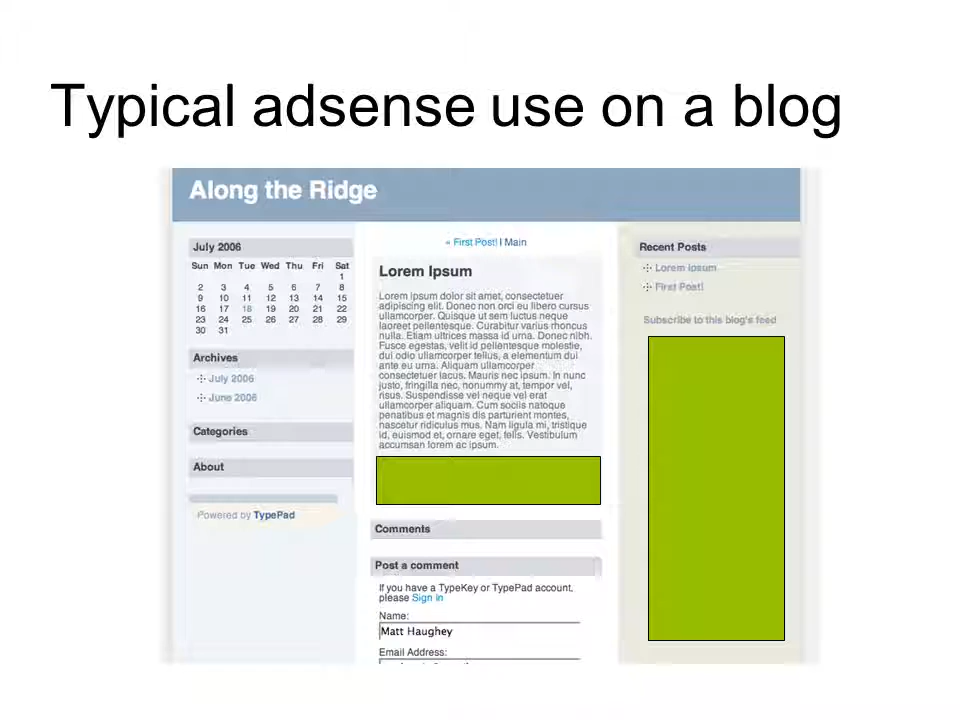 Typical adsense use on a blog
Along the Ridge
July 2006
Sun Mon Tue Wed Thu Fri Sat
1
2 3 4 5 6 7 8
9 10 11 12 13 14 15
16 17 18 19 20 21 22
23 24 25 26 27 28 29
30 31
Archives
July 2006
June 2006
Categories
About
Powered by TypePad
« First Post! | Main
Lorem Ipsum
Lorem ipsum dolor sit amet, consectetuer
adipiscing elit. Donec non orci eu libero cursus
ullamcorper. Quisque ut sem luctus neque
laoreet pellentesque. Curabitur varius rhoncus
nulla. Etiam ultrices massa id urna. Donec nibh.
Fusce egestas, velit id pellentesque molestie,
dui odio ullamcorper tellus, a elementum dui
ante eu urna. Aliquam ullamcorper
consectetuer lacus. Mauris nec ipsum. In nunc
justo, fringilla nec, nonummy at, tempor vel,
risus. Suspendisse vel neque vel erat
ullamcorper aliquam. Cum sociis natoque
penatibus et magnis dis parturient montes,
nascetur ridiculus mus. Nam ligula mi, tristique
id, euismod et, ornare eget, felis. Vestibulum
accumsan lorem ac ipsum.
Comments
Post a comment
If you have a TypeKey or TypePad account,
please Sign In
Name:
Matt Haughey
Email Address:
Recent Posts
Lorem Ipsum
First Post!
Subscribe to this blog's feed